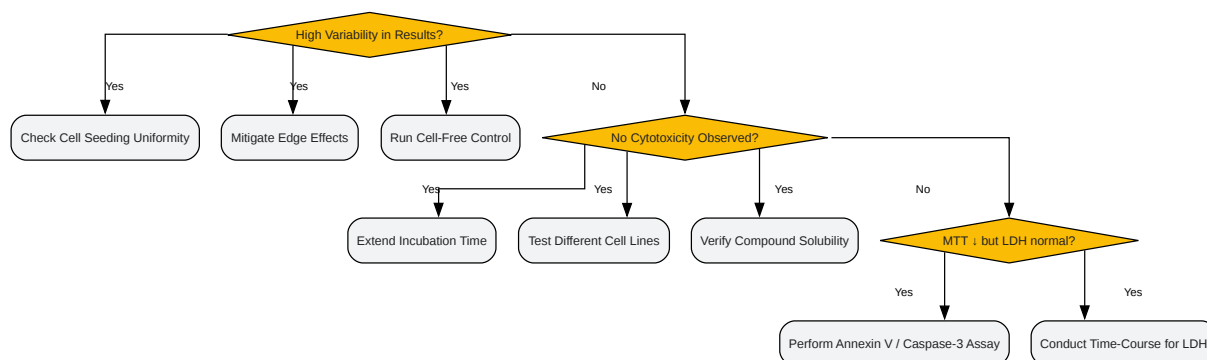 High Variability in Results?
Yes
Yes
Yes
No
Check Cell Seeding Uniformity
Mitigate Edge Effects
Run Cell-Free Control
No Cytotoxicity Observed?
Yes
Yes
Yes
No
Extend Incubation Time
Test Different Cell Lines
Verify Compound Solubility
MTT ↓ but LDH normal?
Yes
Yes
Perform Annexin V / Caspase-3 Assay
Conduct Time-Course for LDH